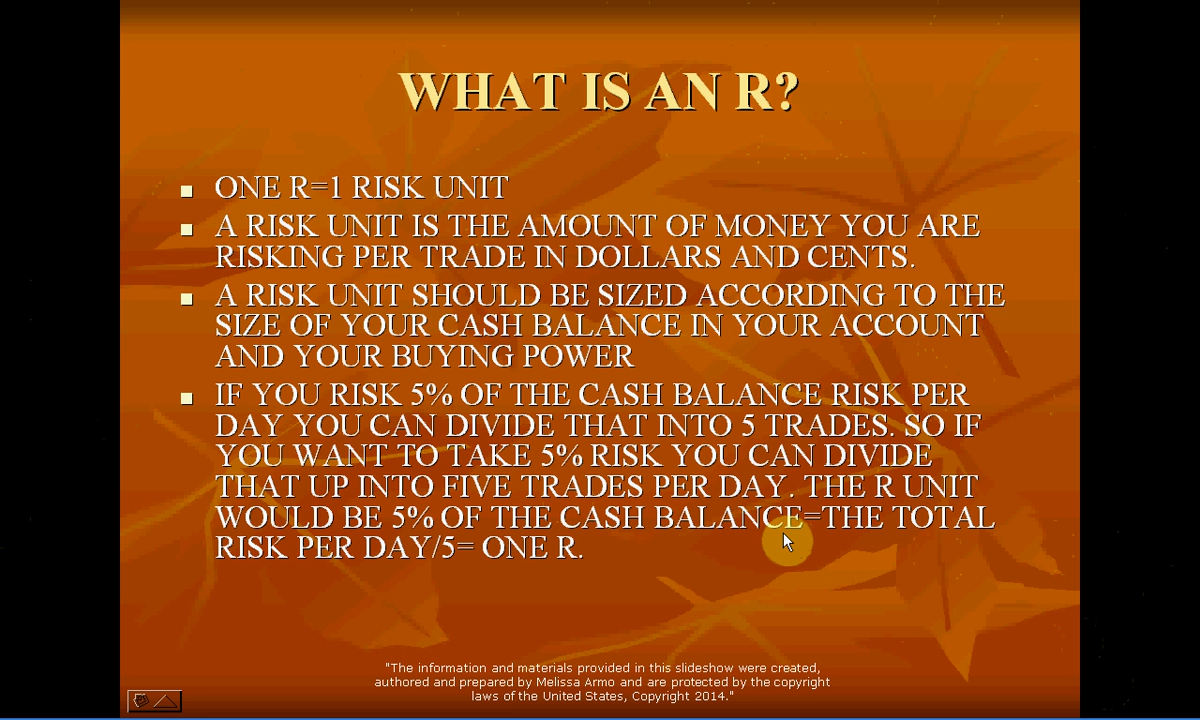 WHAT IS AN R?
ONE R=1 RISK UNIT
A RISK UNIT IS THE AMOUNT OF MONEY YOU ARE
RISKING PER TRADE IN DOLLARS AND CENTS.
A RISK UNIT SHOULD BE SIZED ACCORDING TO THE
SIZE OF YOUR CASH BALANCE IN YOUR ACCOUNT
AND YOUR BUYING POWER
IF YOU RISK 5% OF THE CASH BALANCE RISK PER
DAY YOU CAN DIVIDE THAT INTO 5 TRADES. SO IF
YOU WANT TO TAKE 5% RISK YOU CAN DIVIDE
THAT UP INTO FIVE TRADES PER DAY. THE R UNIT
WOULD BE 5% OF THE CASH BALANCE=THE TOTAL
RISK PER DAY/5= ONE R.
"The information and materials provided in this slideshow were created,
authored and prepared by Melissa Armo and are protected by the copyright
laws of the United States, Copyright 2014."